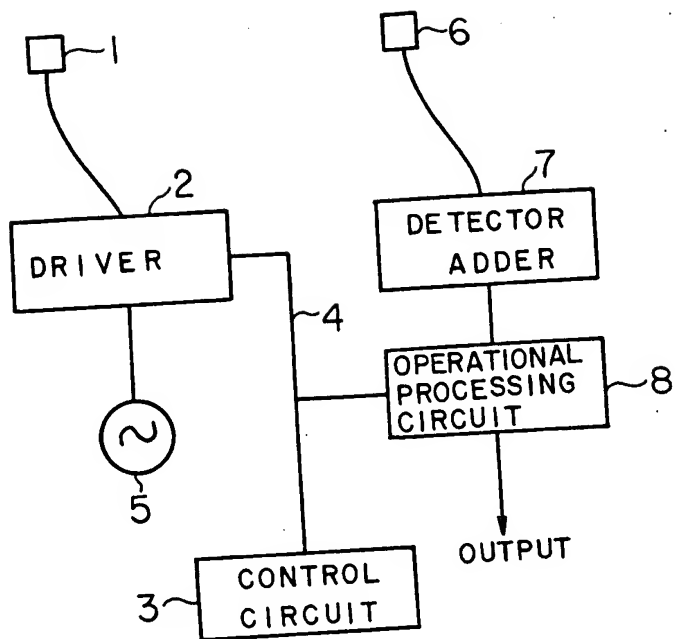 1
6
2
7
DRIVER
DETECTOR
ADDER
4
OPERATIONAL
PROCESSING
CIRCUIT
8
5
OUTPUT
3
CONTROL
CIRCUIT